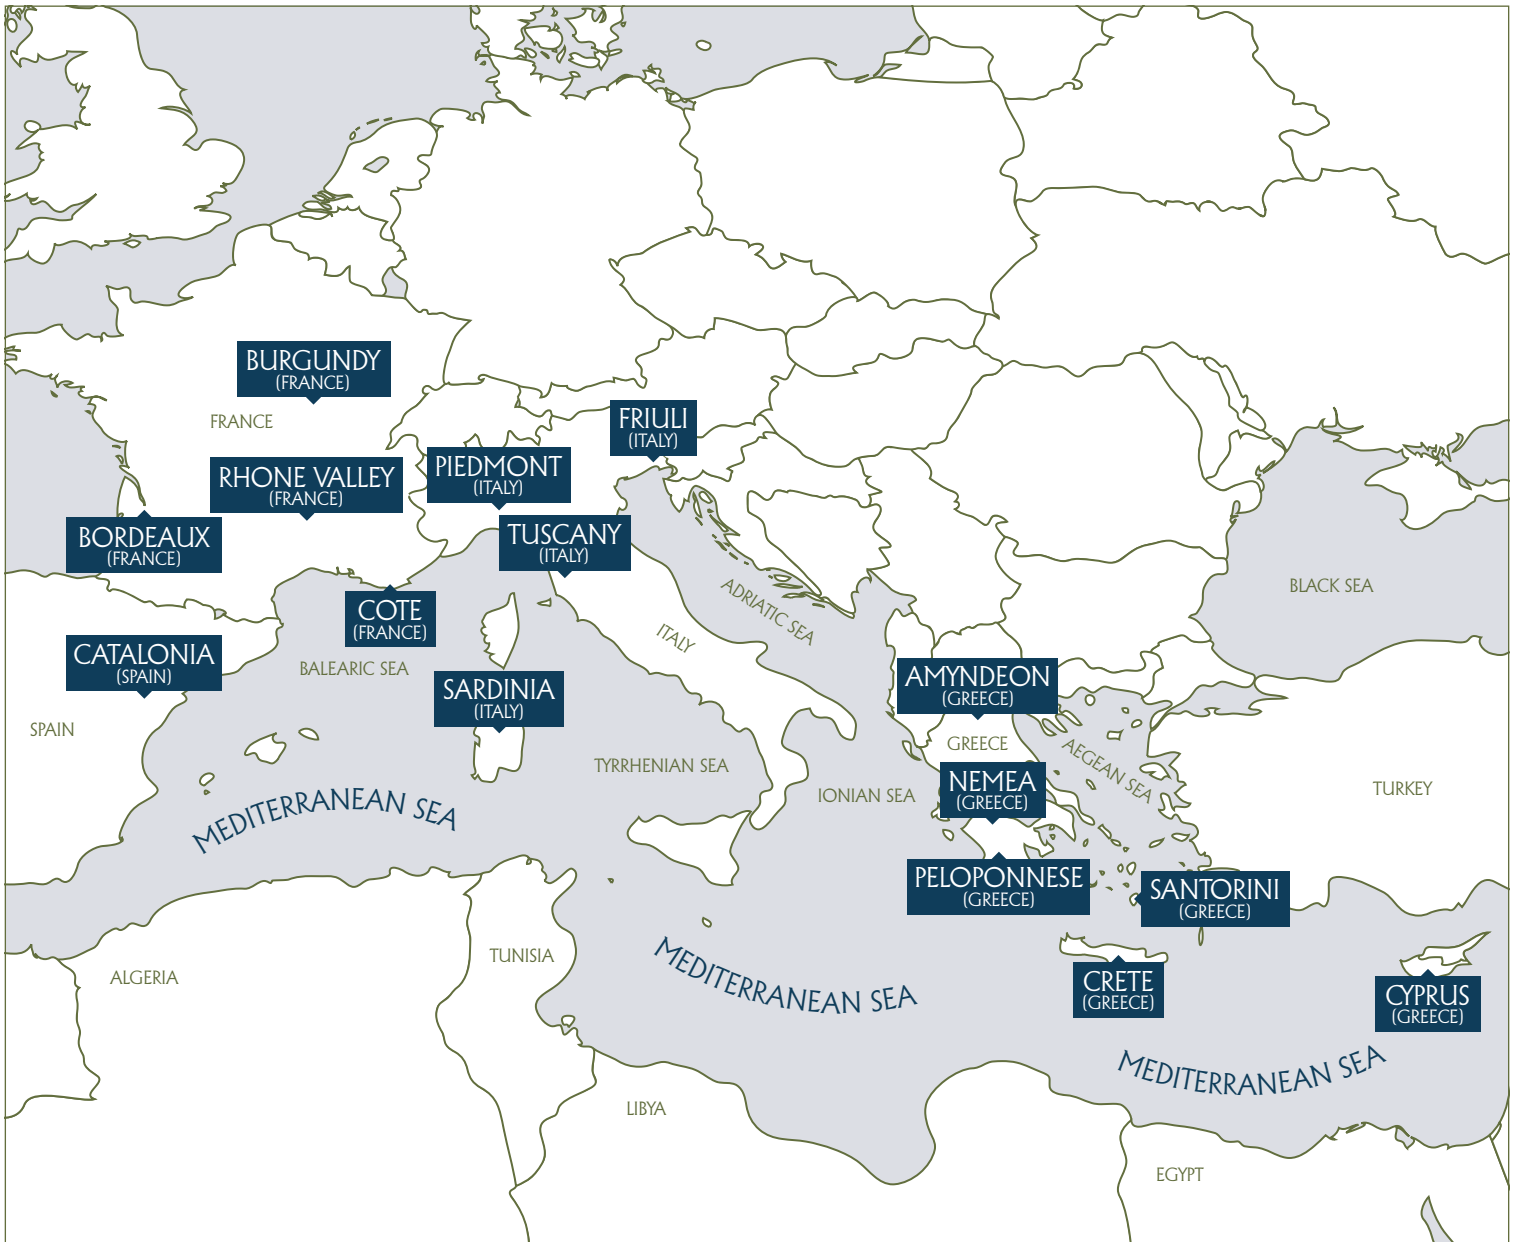 BURGUNDY
(FRANCE)
FRANCE
FRIULI
(ITALY)
RHONE VALLEY
(FRANCE)
PIEDMONT
(ITALY)
BORDEAUX
(FRANCE)
TUSCANY
(ITALY)
BLACK SEA
ADRIATIC SEA
COTE
(FRANCE)
ITALY
CATALONIA
(SPAIN)
BALEARIC SEA
SARDINIA
(ITALY)
AMYNDEON
(GREECE)
SPAIN
GREECE
AEGEAN SEA
TYRRHENIAN SEA
IONIAN SEA
NEMEA
(GREECE)
TURKEY
MEDITERRANEAN SEA
PELOPONNESE
(GREECE)
SANTORINI
(GREECE)
TUNISIA
ALGERIA
MEDITERRANEAN SEA
CRETE
(GREECE)
CYPRUS
(GREECE)
MEDITERRANEAN SEA
LIBYA
EGYPT